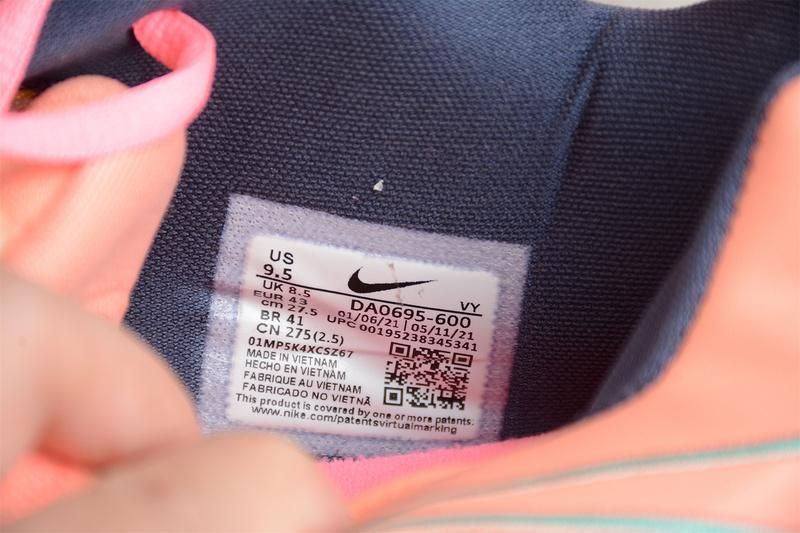 US
9.5
UK 8.5
EUR 43
cm 27.5
BR 41
CN 275(2.5)
VY
DA0695-600
01/06/21 | 05/11/21
UPC 00195238345341
01MP5K4XCSZ67
MADE IN VIETNAM
HECHO EN VIETNAM
FABRIQUE AU VIETNAM
FABRICADO NO VIETNÃ
This product is covered by one or more patents:
www.nike.com/patentsvirtualmarking